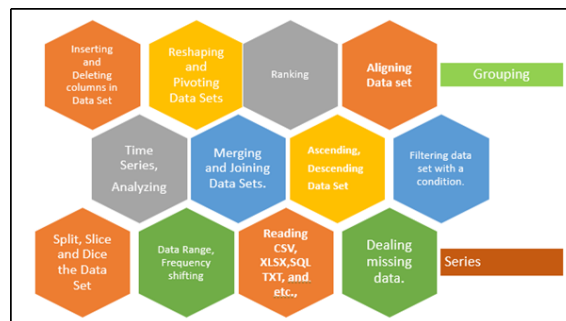 Inserting
and
Deleting
columns in
Data Set
Reshaping
and
Pivoting
Data Sets
Ranking
Aligning
Data set
Grouping
Time
Series,
Analyzing
Merging
and Joining
Data Sets.
Ascending,
Descending
Data Set
Filtering data
set with a
condition.
Split, Slice
and Dice
the Data
Set
Data Range,
Frequency
shifting
Reading
CSV,
XLSX,SQL
TXT, and
etc.,
Dealing
missing
data.
Series